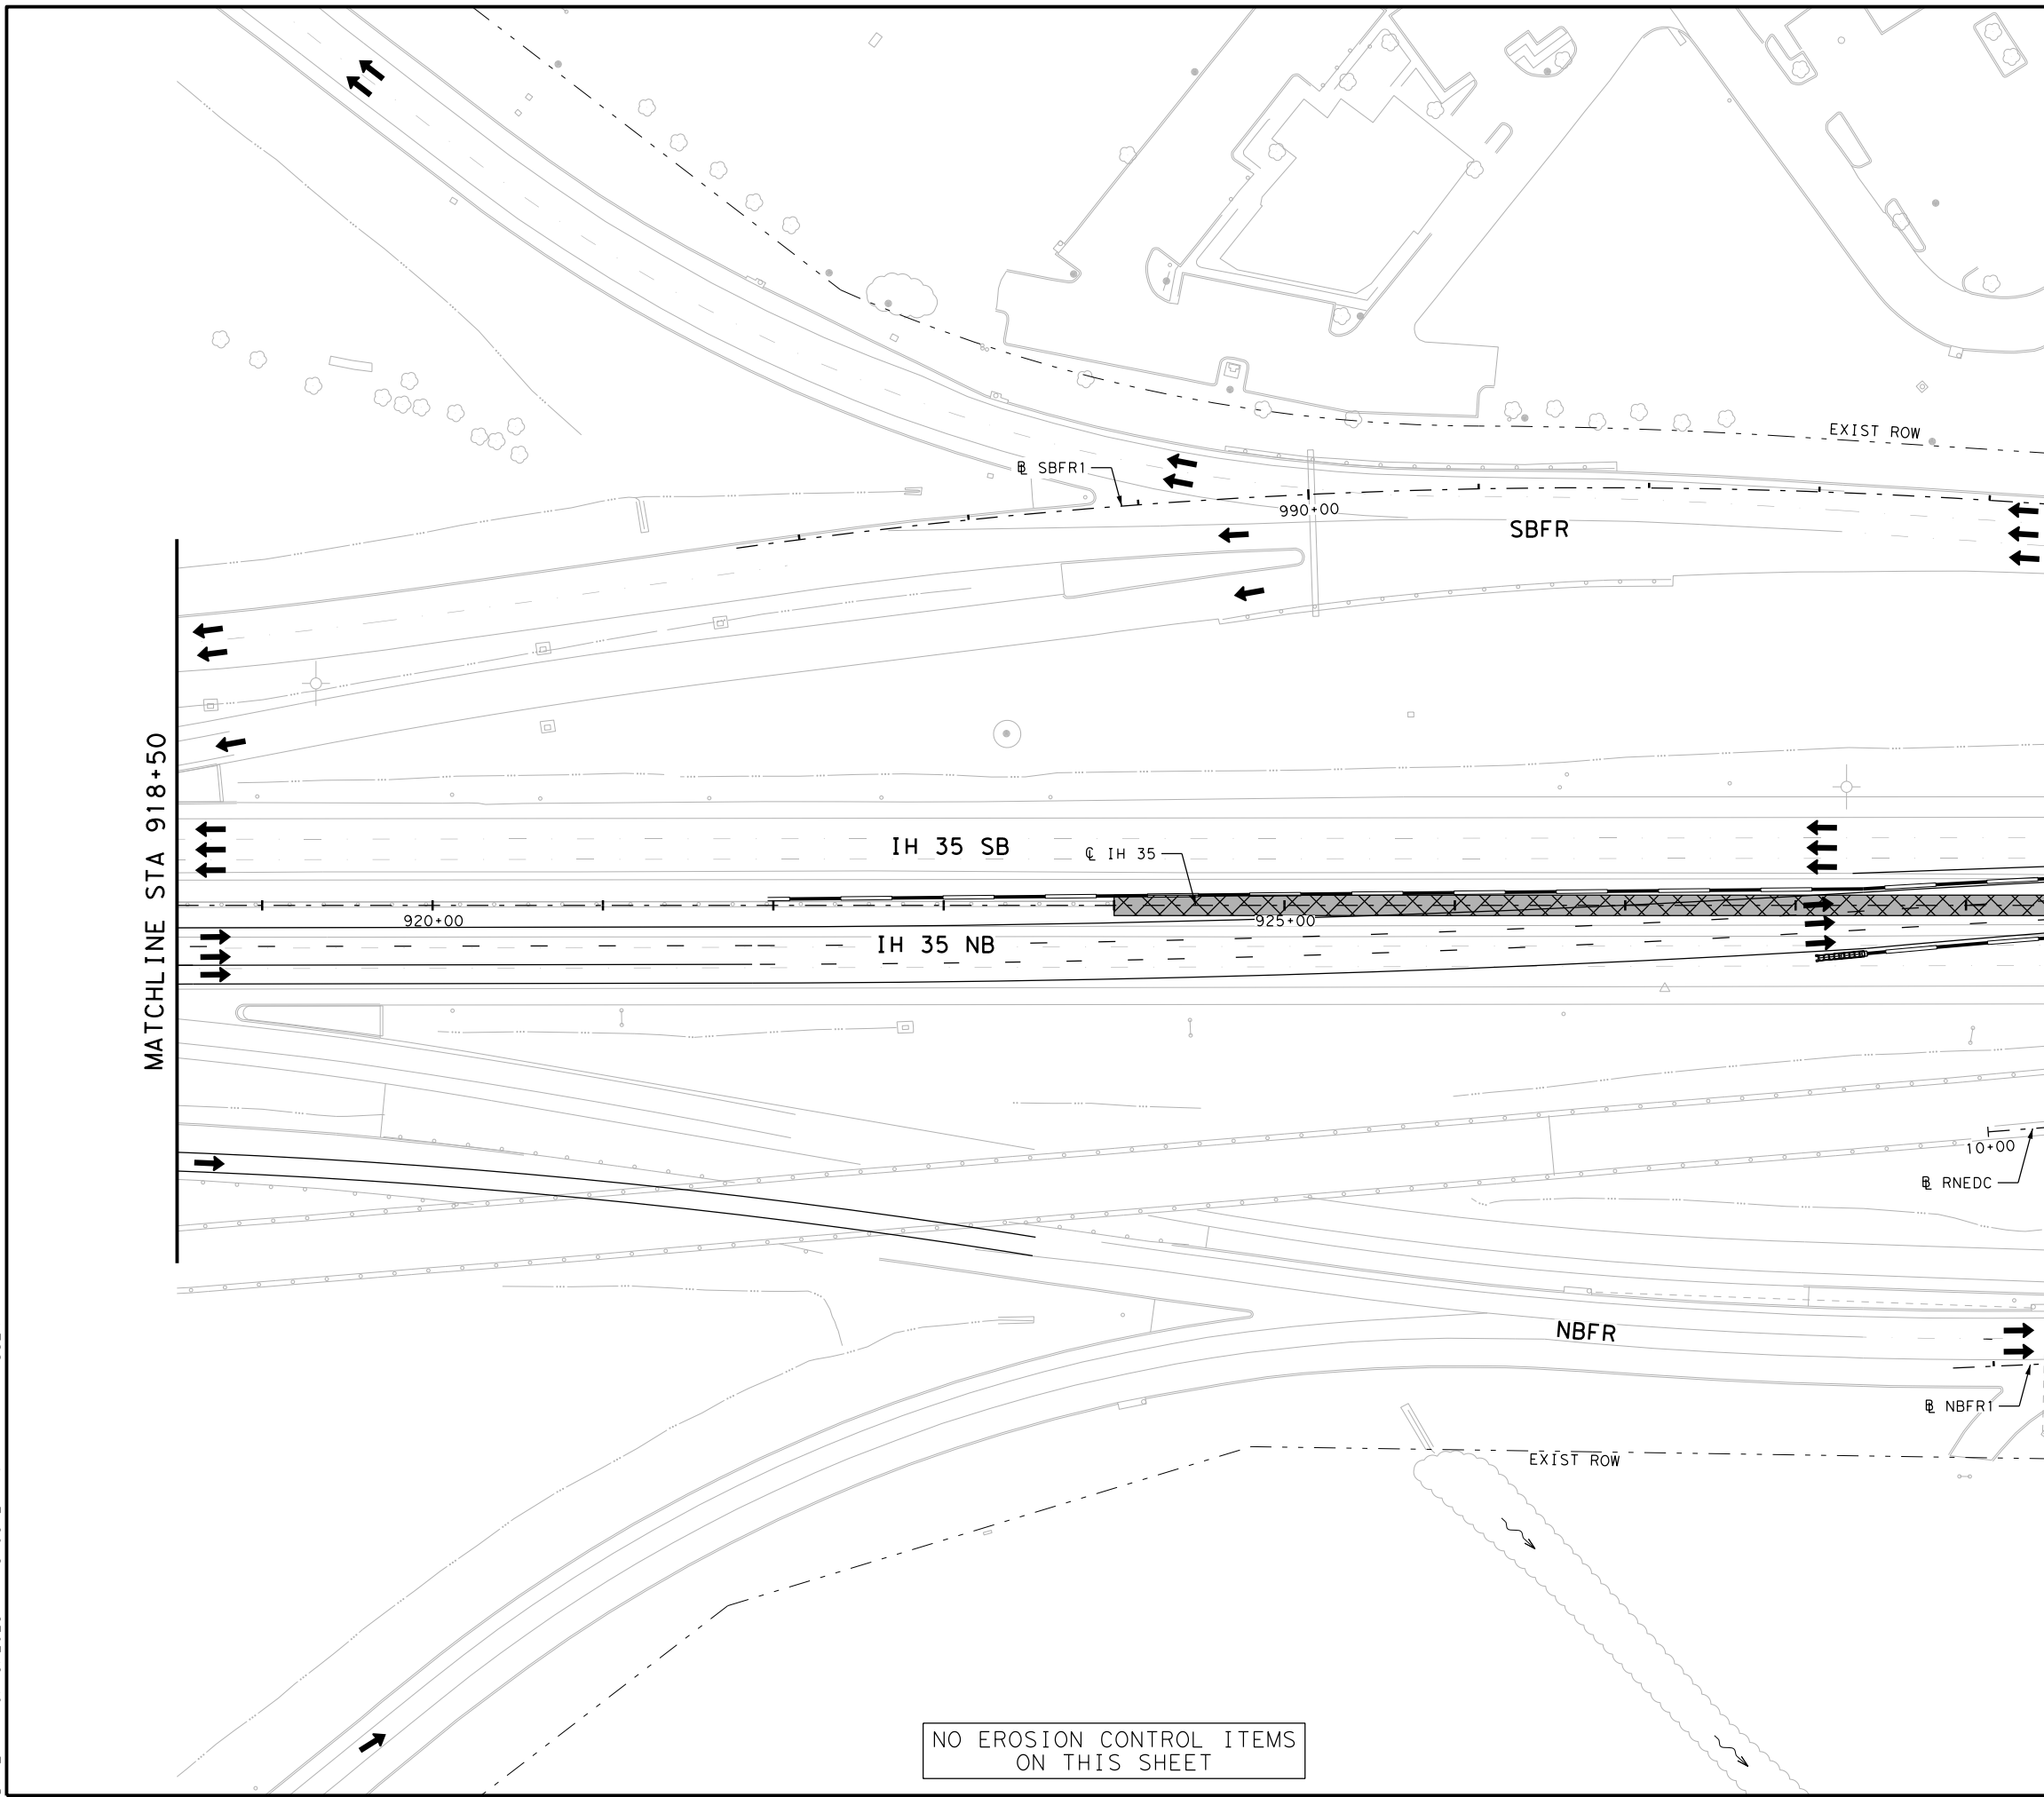 EXIST ROW
℄ SBFR1
990+00
SBFR
MATCHLINE STA 918+50
IH 35 SB
℄ IH 35
920+00
925+00
IH 35 NB
10+00
℄ RNEDC
NBFR
℄ NBFR1
EXIST ROW
NO EROSION CONTROL ITEMS
ON THIS SHEET